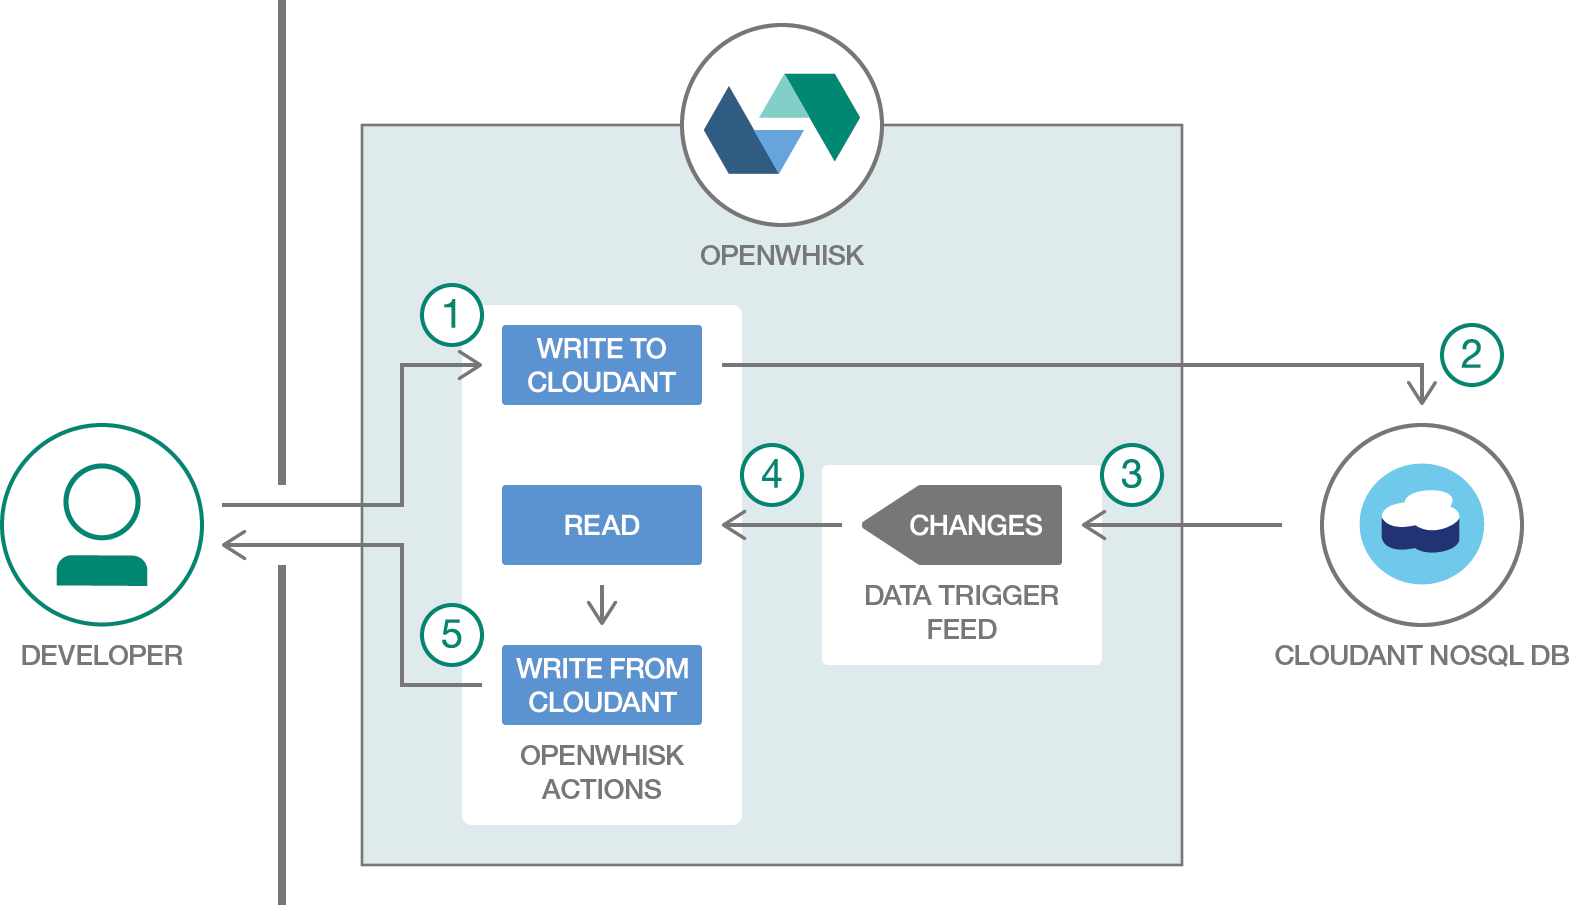 OPENWHISK
1
WRITE TO
CLOUDANT
2
4
3
READ
CHANGES
DATA TRIGGER
FEED
5
WRITE FROM
CLOUDANT
DEVELOPER
CLOUDANT NOSQL DB
OPENWHISK
ACTIONS